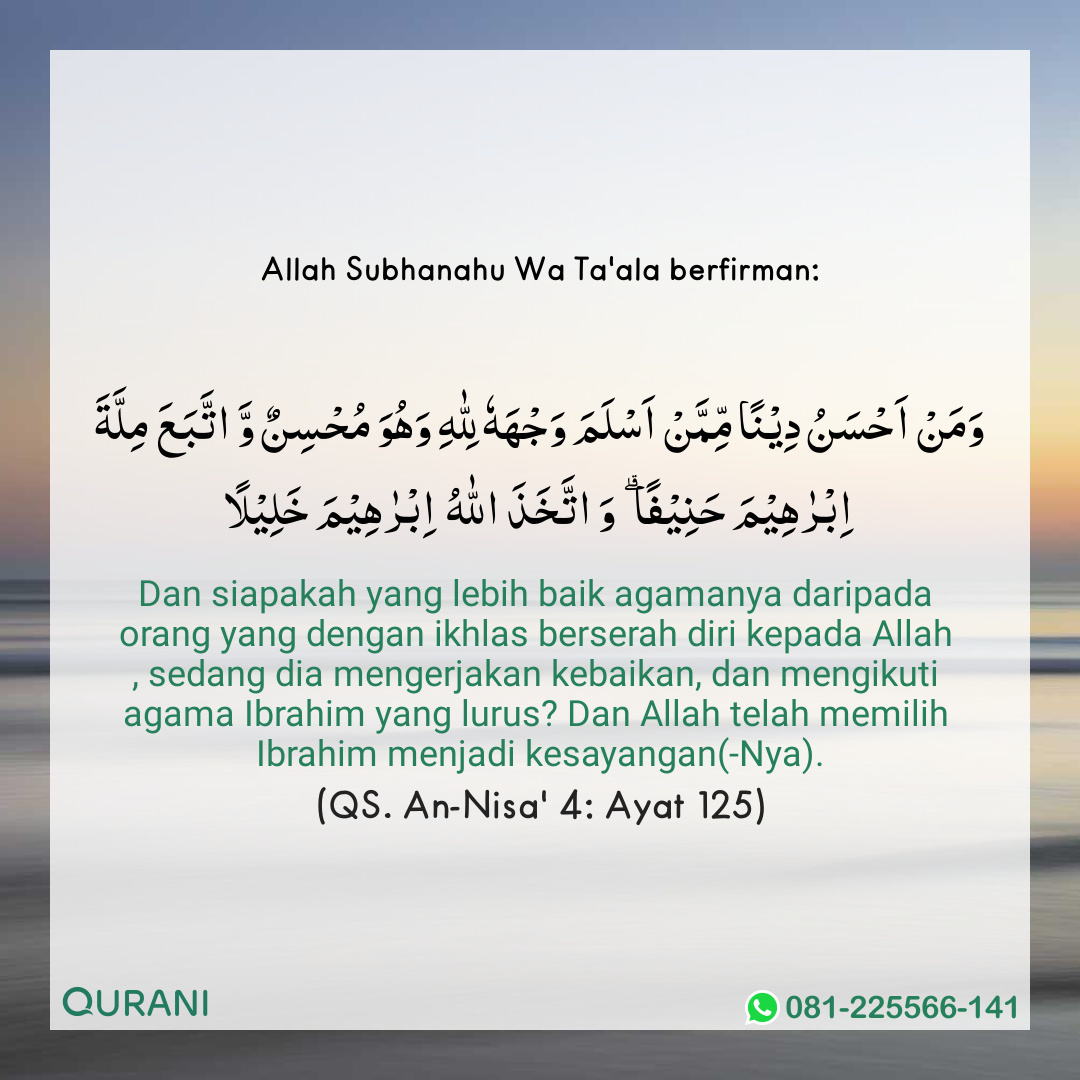 Allah Subhanahu Wa Ta'ala berfirman:
وَمَنْ اَحْسَنُ دِيْنًا مِّمَّنْ اَسْلَمَ وَجْهَهٗ لِلّٰهِ وَهُوَ مُحْسِنٌ وَّ اتَّبَعَ مِلَّةَ
اِبْرٰهِيْمَ حَنِيْفًا ۗ وَ اتَّخَذَ اللّٰهُ اِبْرٰهِيْمَ خَلِيْلًا
Dan siapakah yang lebih baik agamanya daripada
orang yang dengan ikhlas berserah diri kepada Allah
, sedang dia mengerjakan kebaikan, dan mengikuti
agama Ibrahim yang lurus? Dan Allah telah memilih
Ibrahim menjadi kesayangan(-Nya).
(QS. An-Nisa' 4: Ayat 125)
QURANI
081-225566-141